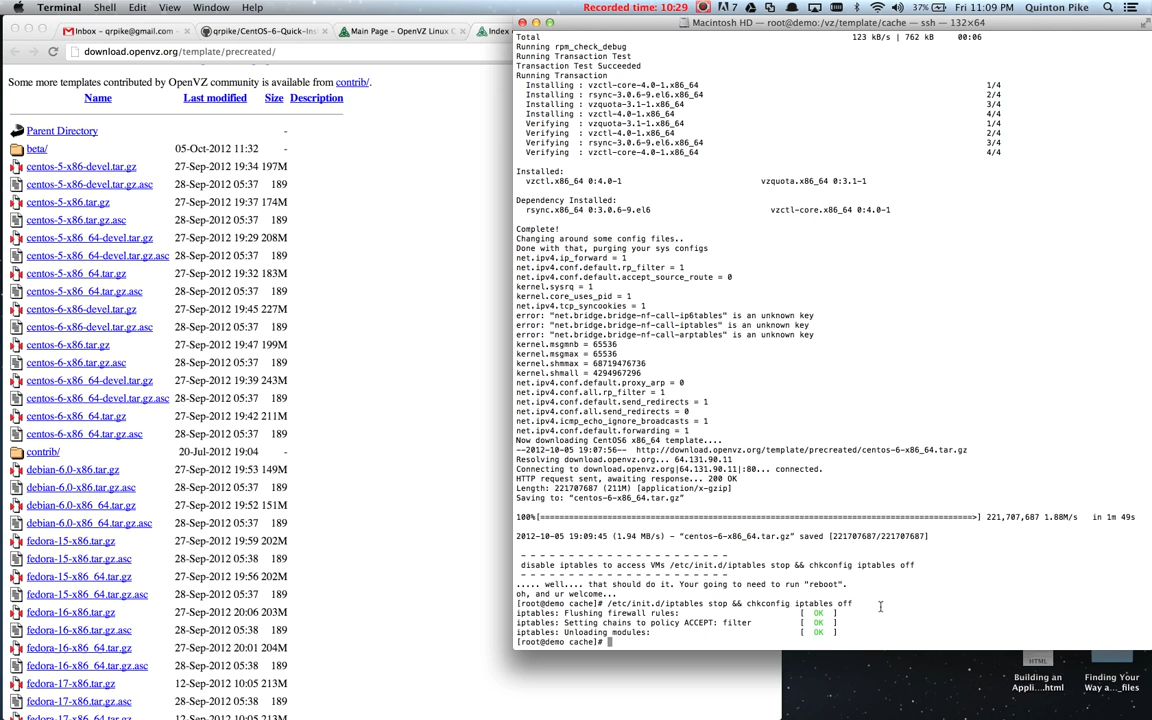 Terminal Shell Edit View Window Help
Recorded time: 10:29
7
37%
Fri 11:09 PM Quinton Pike
Inbox - qrpike@gmail.com
qrpike/CentOS-6-Quick-Ins
Main Page - OpenVZ Linux C
Index
download.openvz.org/template/precreated/
Some more templates contributed by OpenVZ community is available from contrib/.
Name Last modified Size Description
Parent Directory -
beta/ 05-Oct-2012 11:32 -
centos-5-x86-devel.tar.gz 27-Sep-2012 19:34 197M
centos-5-x86-devel.tar.gz.asc 28-Sep-2012 05:37 189
centos-5-x86.tar.gz 27-Sep-2012 19:37 174M
centos-5-x86.tar.gz.asc 28-Sep-2012 05:37 189
centos-5-x86_64-devel.tar.gz 27-Sep-2012 19:29 208M
centos-5-x86_64-devel.tar.gz.asc 28-Sep-2012 05:37 189
centos-5-x86_64.tar.gz 27-Sep-2012 19:32 183M
centos-5-x86_64.tar.gz.asc 28-Sep-2012 05:37 189
centos-6-x86-devel.tar.gz 27-Sep-2012 19:45 227M
centos-6-x86-devel.tar.gz.asc 28-Sep-2012 05:37 189
centos-6-x86.tar.gz 27-Sep-2012 19:47 199M
centos-6-x86.tar.gz.asc 28-Sep-2012 05:37 189
centos-6-x86_64-devel.tar.gz 27-Sep-2012 19:39 243M
centos-6-x86_64-devel.tar.gz.asc 28-Sep-2012 05:37 189
centos-6-x86_64.tar.gz 27-Sep-2012 19:42 211M
centos-6-x86_64.tar.gz.asc 28-Sep-2012 05:37 189
contrib/ 20-Jul-2012 19:04 -
debian-6.0-x86.tar.gz 27-Sep-2012 19:53 149M
debian-6.0-x86.tar.gz.asc 28-Sep-2012 05:37 189
debian-6.0-x86_64.tar.gz 27-Sep-2012 19:52 151M
debian-6.0-x86_64.tar.gz.asc 28-Sep-2012 05:37 189
fedora-15-x86.tar.gz 27-Sep-2012 19:59 202M
fedora-15-x86.tar.gz.asc 28-Sep-2012 05:38 189
fedora-15-x86_64.tar.gz 27-Sep-2012 19:56 202M
fedora-15-x86_64.tar.gz.asc 28-Sep-2012 05:38 189
fedora-16-x86.tar.gz 27-Sep-2012 20:06 203M
fedora-16-x86.tar.gz.asc 28-Sep-2012 05:38 189
fedora-16-x86_64.tar.gz 27-Sep-2012 20:01 204M
fedora-16-x86_64.tar.gz.asc 28-Sep-2012 05:38 189
fedora-17-x86.tar.gz 12-Sep-2012 10:05 213M
fedora-17-x86.tar.gz.asc 28-Sep-2012 05:38 189
Macintosh HD — root@demo:/vz/template/cache — ssh — 132×64
Total 123 kB/s | 762 kB 00:06
Running rpm_check_debug
Running Transaction Test
Transaction Test Succeeded
Running Transaction
Installing : vzctl-core-4.0-1.x86_64 1/4
Installing : rsync-3.0.6-9.el6.x86_64 2/4
Installing : vzquota-3.1-1.x86_64 3/4
Installing : vzctl-4.0-1.x86_64 4/4
Verifying : vzquota-3.1-1.x86_64 1/4
Verifying : vzctl-4.0-1.x86_64 2/4
Verifying : rsync-3.0.6-9.el6.x86_64 3/4
Verifying : vzctl-core-4.0-1.x86_64 4/4
Installed:
vzctl.x86_64 0:4.0-1 vzquota.x86_64 0:3.1-1
Dependency Installed:
rsync.x86_64 0:3.0.6-9.el6 vzctl-core.x86_64 0:4.0-1
Complete!
Changing around some config files..
Done with that, purging your sys configs
net.ipv4.ip_forward = 1
net.ipv4.conf.default.rp_filter = 1
net.ipv4.conf.default.accept_source_route = 0
kernel.sysrq = 1
kernel.core_uses_pid = 1
net.ipv4.tcp_syncookies = 1
error: "net.bridge.bridge-nf-call-ip6tables" is an unknown key
error: "net.bridge.bridge-nf-call-iptables" is an unknown key
error: "net.bridge.bridge-nf-call-arptables" is an unknown key
kernel.msgmnb = 65536
kernel.msgmax = 65536
kernel.shmmax = 68719476736
kernel.shmall = 4294967296
net.ipv4.conf.default.proxy_arp = 0
net.ipv4.conf.all.rp_filter = 1
net.ipv4.conf.default.send_redirects = 1
net.ipv4.conf.all.send_redirects = 0
net.ipv4.icmp_echo_ignore_broadcasts = 1
net.ipv4.conf.default.forwarding = 1
Now downloading CentOS6 x86_64 template....
--2012-10-05 19:07:56-- http://download.openvz.org/template/precreated/centos-6-x86_64.tar.gz
Resolving download.openvz.org... 64.131.90.11
Connecting to download.openvz.org|64.131.90.11|:80... connected.
HTTP request sent, awaiting response... 200 OK
Length: 221707687 (211M) [application/x-gzip]
Saving to: “centos-6-x86_64.tar.gz”
100%[==========================================================================>] 221,707,687 1.88M/s in 1m 49s
2012-10-05 19:09:45 (1.94 MB/s) - “centos-6-x86_64.tar.gz” saved [221707687/221707687]
- - - - - - - - - - - - - - - - - - - - - -
disable iptables to access VMs /etc/init.d/iptables stop && chkconfig iptables off
- - - - - - - - - - - - - - - - - - - - - -
..... well.... that should do it. Your going to need to run "reboot".
oh, and ur welcome...
[root@demo cache]# /etc/init.d/iptables stop && chkconfig iptables off
iptables: Flushing firewall rules: [ OK ]
iptables: Setting chains to policy ACCEPT: filter [ OK ]
iptables: Unloading modules: [ OK ]
[root@demo cache]#
HTML
Building an Appli....html
Finding Your Way a..._files